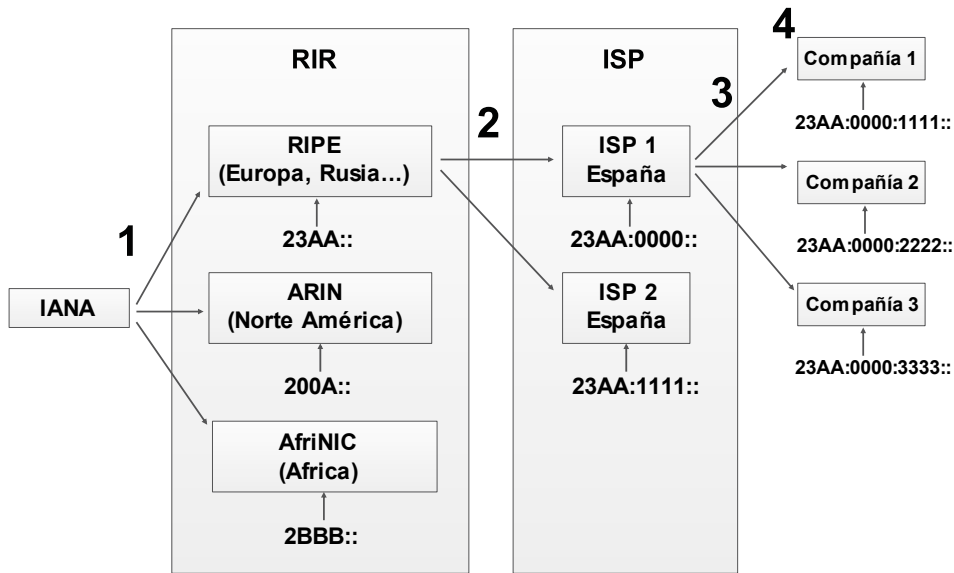 4
RIR
ISP
Compañía 1
3
23AA:0000:1111::
2
RIPE
(Europa, Rusia…)
ISP 1
España
Compañía 2
23AA::
23AA:0000::
23AA:0000:2222::
1
IANA
ARIN
(Norte América)
ISP 2
España
Compañía 3
200A::
23AA:1111::
23AA:0000:3333::
AfriNIC
(Africa)
2BBB::